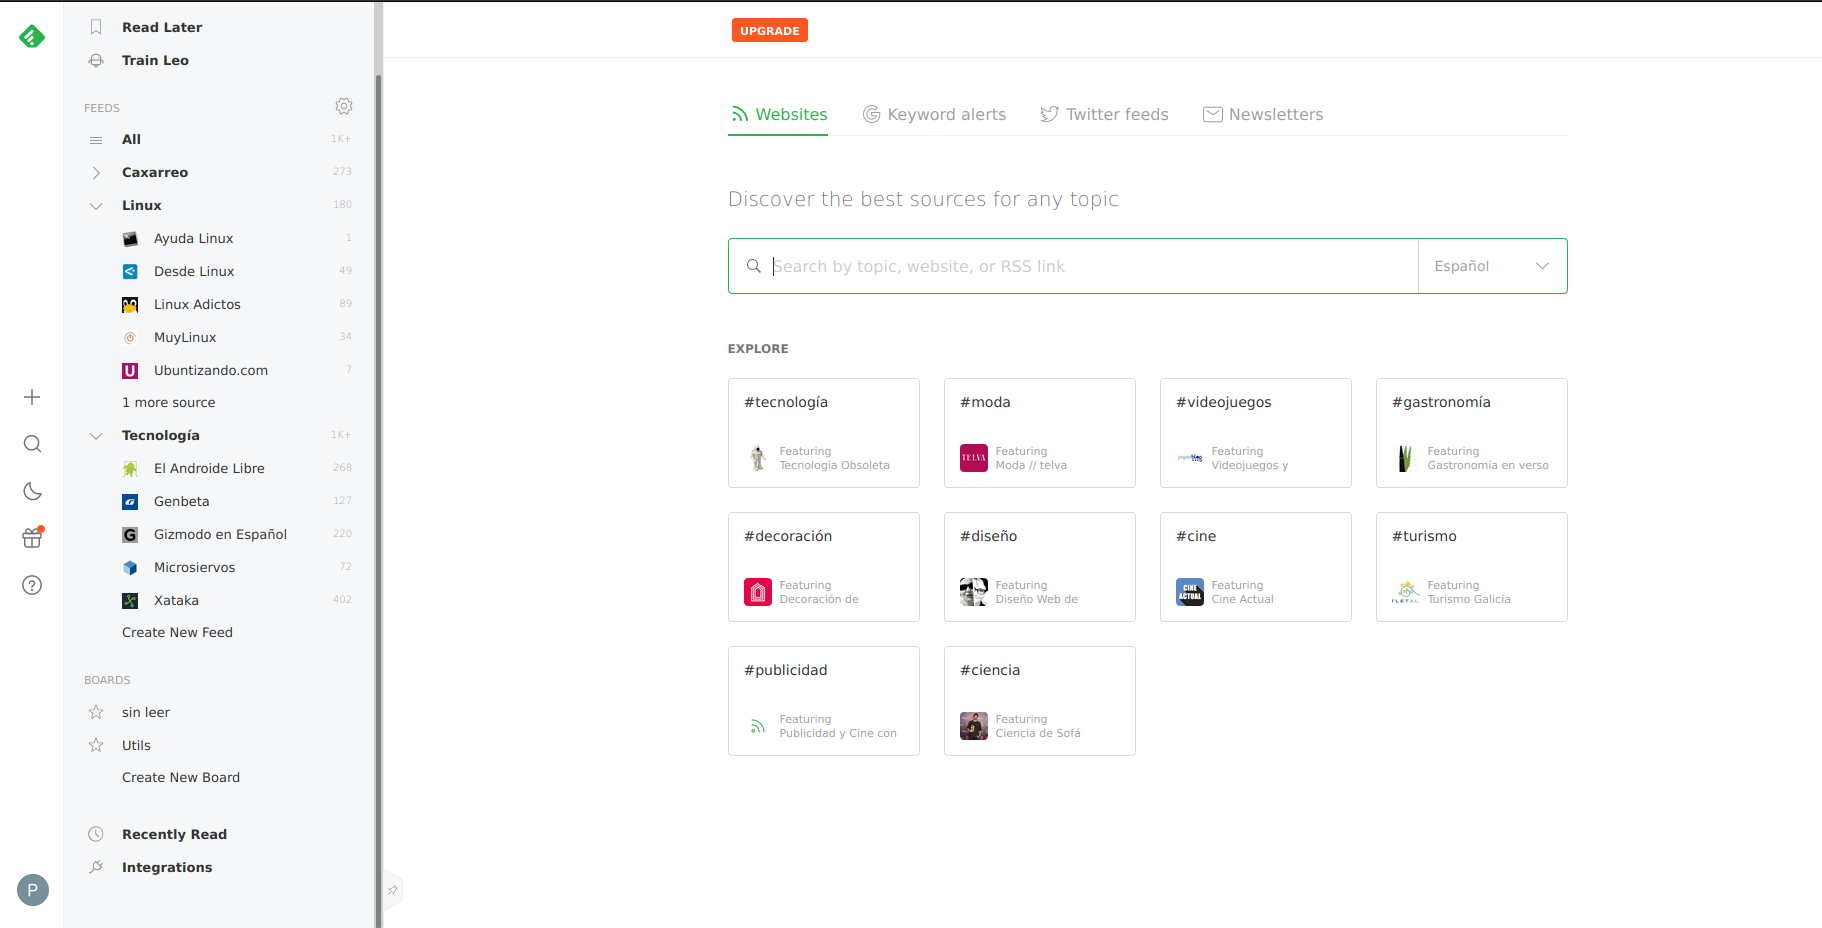 Read Later
Train Leo
FEEDS
All 1K+
Caxarreo 273
Linux 180
Ayuda Linux 1
Desde Linux 49
Linux Adictos 89
MuyLinux 34
U Ubuntizando.com 7
1 more source
Tecnología 1K+
El Androide Libre 268
G Genbeta 127
G Gizmodo en Español 220
Microsiervos 72
Xataka 402
Create New Feed
BOARDS
sin leer
Utils
Create New Board
Recently Read
Integrations
P
UPGRADE
Websites Keyword alerts Twitter feeds Newsletters
Discover the best sources for any topic
Search by topic, website, or RSS link Español
EXPLORE
#tecnología
Featuring
Tecnología Obsoleta
#moda
TELVA
Featuring
Moda // telva
#videojuegos
Featuring
Videojuegos y
#gastronomía
Featuring
Gastronomía en verso
#decoración
Featuring
Decoración de
#diseño
Featuring
Diseño Web de
#cine
CINE
ACTUAL
Featuring
Cine Actual
#turismo
Featuring
Turismo Galicia
#publicidad
Featuring
Publicidad y Cine con
#ciencia
Featuring
Ciencia de Sofá